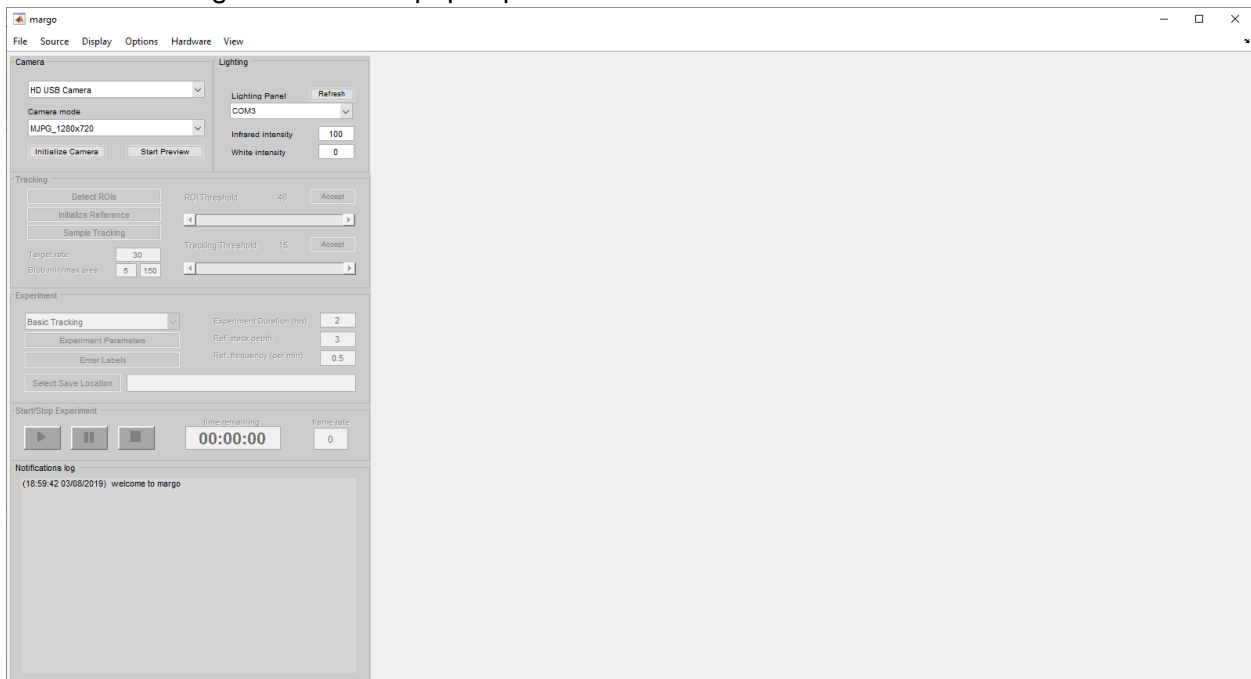 margo
File Source Display Options Hardware View
Camera
HD USB Camera
Camera mode
MJPG_1280x720
Initialize Camera Start Preview
Lighting
Lighting Panel Refresh
COM3
Infrared intensity 100
White intensity 0
Tracking
Detect ROIs
Initialize Reference
Sample Tracking
Target rate 30
Blob min/max area 5 150
ROI Threshold 46 Accept
Tracking Threshold 15 Accept
Experiment
Basic Tracking
Experiment Parameters
Enter Labels
Experiment Duration (hrs) 2
Ref. stack depth 3
Ref. frequency (per min) 0.5
Select Save Location
Start/Stop Experiment
time remaining frame rate
00:00:00 0
Notifications log
(18:59:42 03/08/2019) welcome to margo